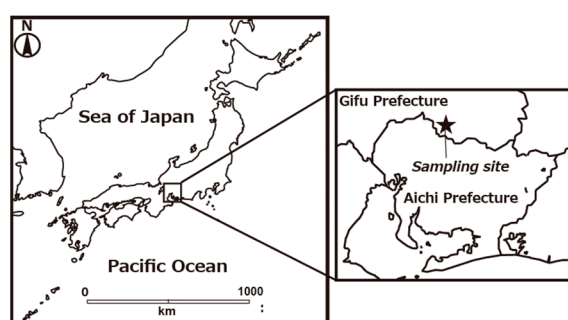 N
Sea of Japan
Pacific Ocean
0 1000
km
Gifu Prefecture
Sampling site
Aichi Prefecture